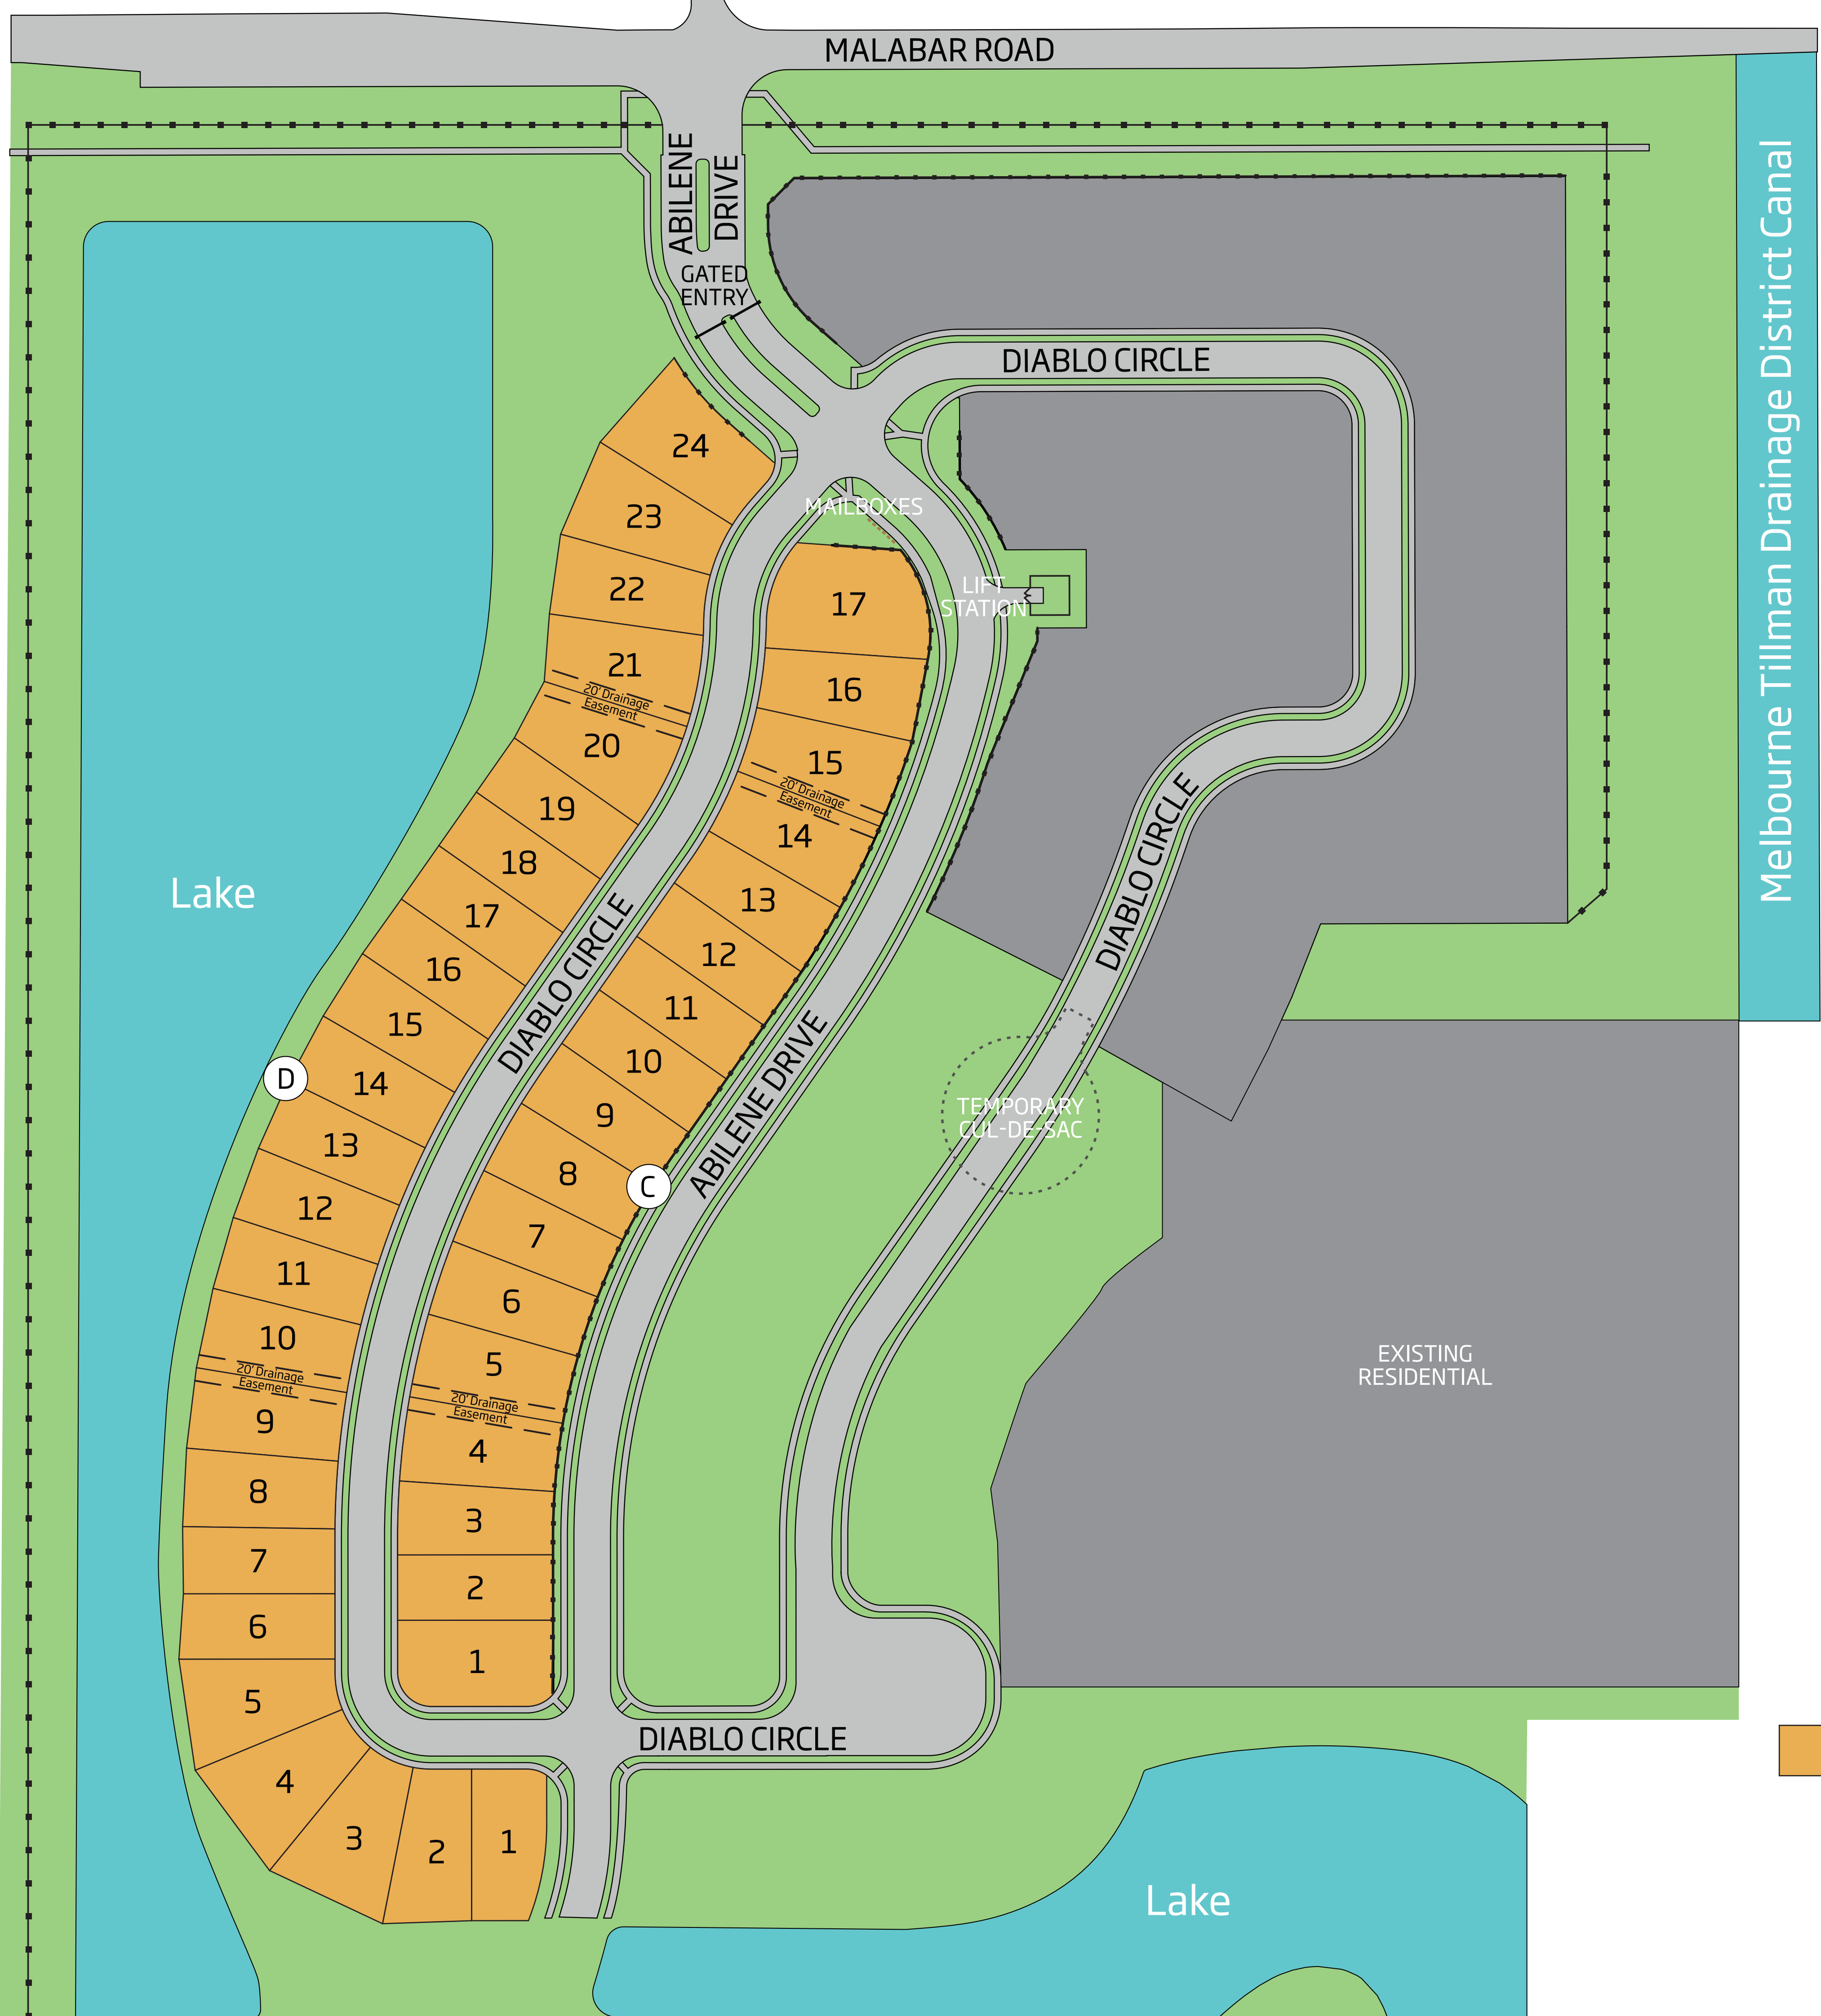 MALABAR ROAD
ABILENE
DRIVE
GATED
ENTRY
DIABLO CIRCLE
Melbourne Tillman Drainage District Canal
MAILBOXES
LIFT
STATION
24
23
22
21
20' Drainage
Easement
20
19
18
17
16
15
D
14
13
12
11
10
20' Drainage
Easement
9
8
7
6
5
4
3
2
1
17
16
15
20' Drainage
Easement
14
13
12
11
10
9
C
8
7
6
5
20' Drainage
Easement
4
3
2
1
Lake
DIABLO CIRCLE
ABILENE DRIVE
DIABLO CIRCLE
TEMPORARY
CUL-DE-SAC
EXISTING
RESIDENTIAL
DIABLO CIRCLE
Lake